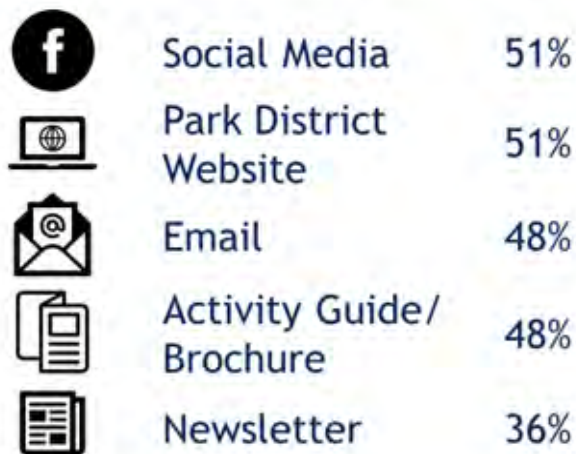 Social Media 51%
Park District
Website 51%
Email 48%
Activity Guide/
Brochure 48%
Newsletter 36%